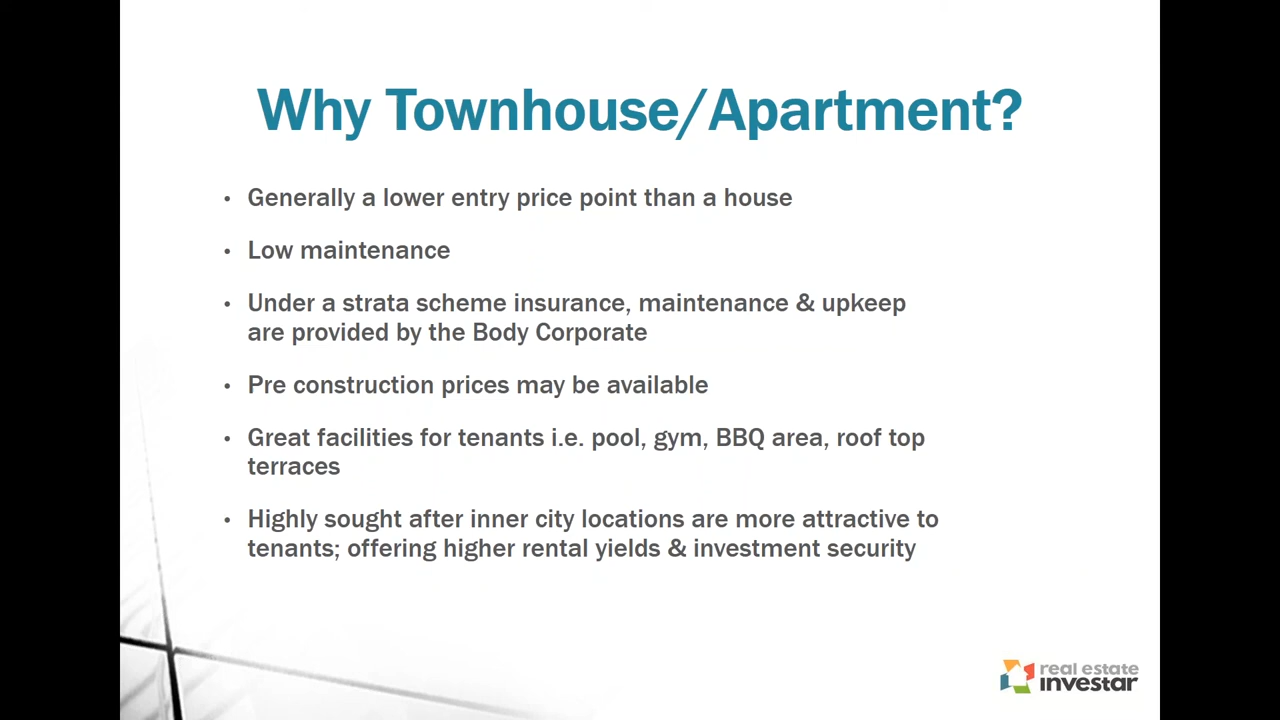 Why Townhouse/Apartment?
• Generally a lower entry price point than a house
• Low maintenance
• Under a strata scheme insurance, maintenance & upkeep
are provided by the Body Corporate
• Pre construction prices may be available
• Great facilities for tenants i.e. pool, gym, BBQ area, roof top
terraces
• Highly sought after inner city locations are more attractive to
tenants; offering higher rental yields & investment security
real estate
investar